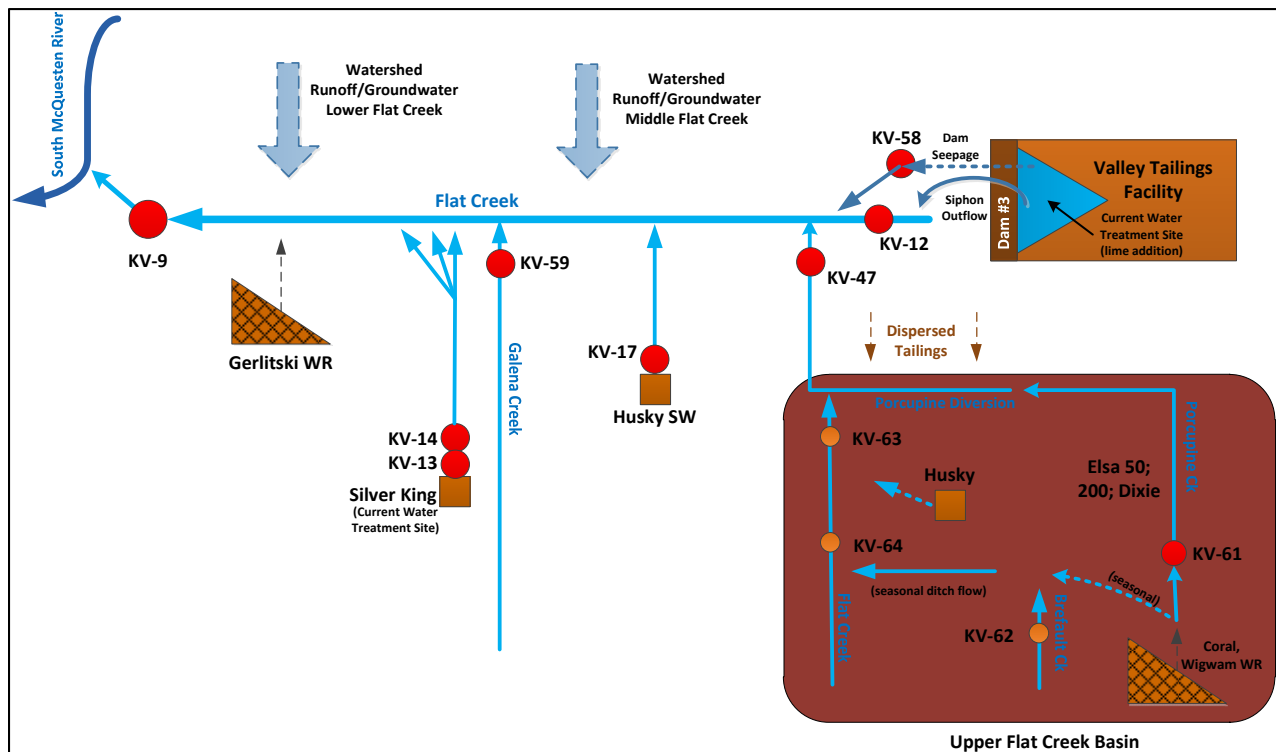 South McQuesten River
Watershed
Runoff/Groundwater
Lower Flat Creek
Watershed
Runoff/Groundwater
Middle Flat Creek
KV-58
Dam
Seepage
Siphon
Outflow
Dam #3
Valley Tailings
Facility
Current Water
Treatment Site
(lime addition)
Flat Creek
KV-12
KV-9
KV-59
KV-47
Gerlitski WR
Galena Creek
KV-17
Husky SW
Dispersed
Tailings
KV-14
KV-13
Silver King
(Current Water
Treatment Site)
Porcupine Diversion
Porcupine Ck
KV-63
Husky
Elsa 50;
200; Dixie
KV-64
KV-61
(seasonal ditch flow)
(seasonal)
Flat Creek
KV-62
Brefault Ck
Coral,
Wigwam WR
Upper Flat Creek Basin